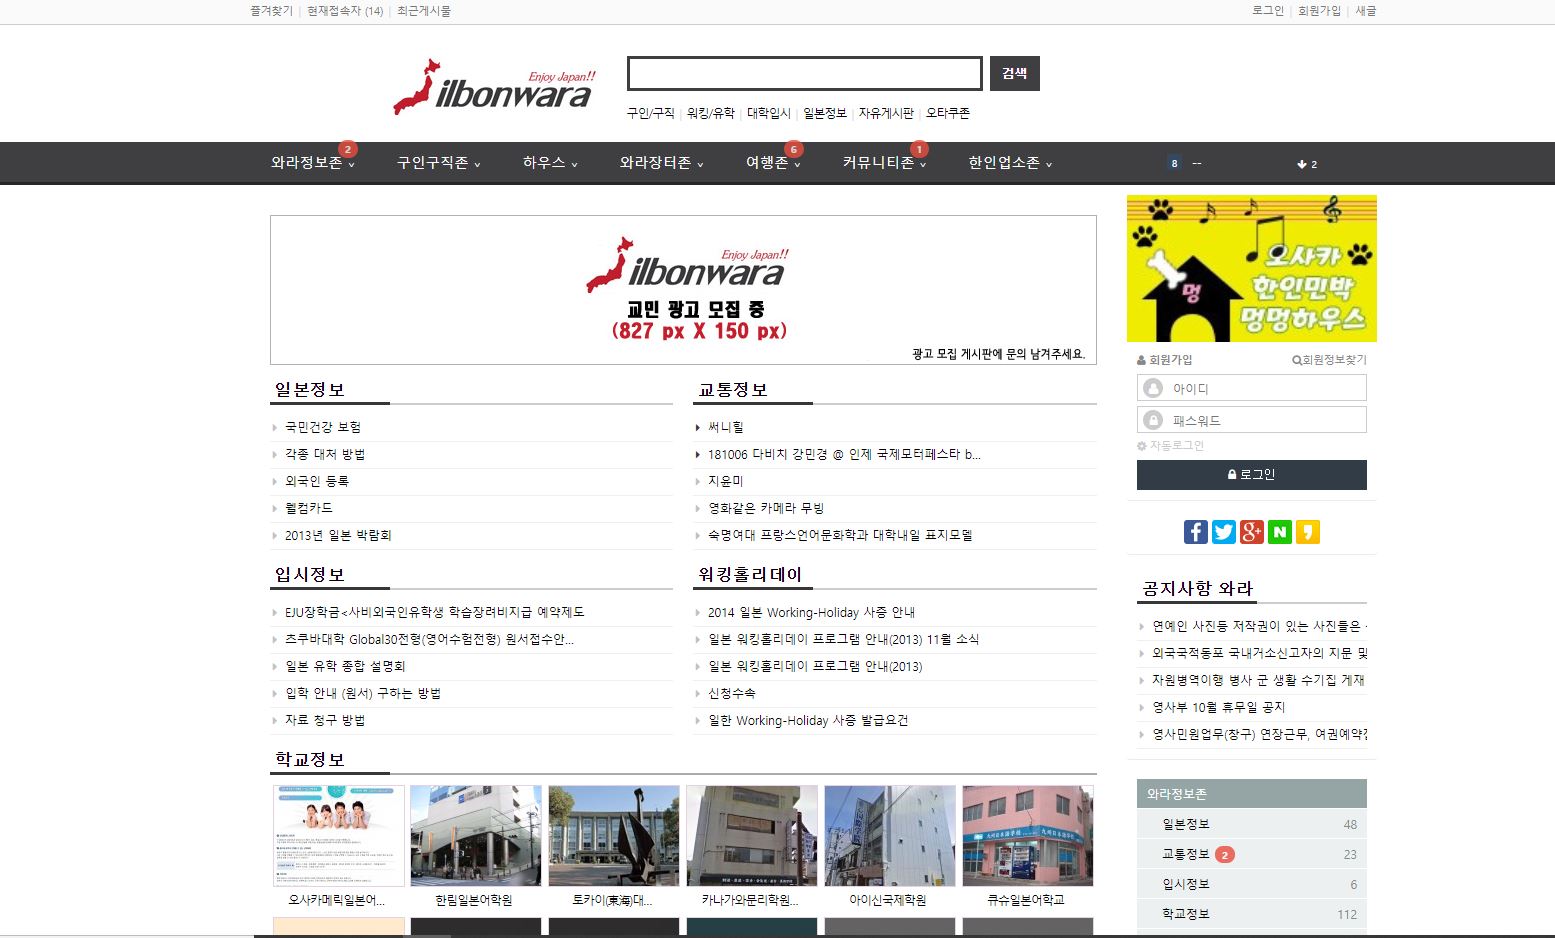 즐겨찾기 | 현재접속자 (14) | 최근게시물
로그인 | 회원가입 | 새글
Enjoy Japan!!
ilbonwara
검색
구인/구직 | 워킹/유학 | 대학입시 | 일본정보 | 자유게시판 | 오타쿠존
와라정보존 2 구인구직존 하우스 와라장터존 여행존 6 커뮤니티존 1 한인업소존 8 -- 2
Enjoy Japan!!
ilbonwara
교민 광고 모집 중
(827 px X 150 px)
광고 모집 게시판에 문의 남겨주세요.
일본정보
국민건강 보험
각종 대처 방법
외국인 등록
웰컴카드
2013년 일본 박람회
교통정보
써니힐
181006 다비치 강민경 @ 인제 국제모터페스타 b...
지윤미
영화같은 카메라 무빙
숙명여대 프랑스언어문화학과 대학내일 표지모델
입시정보
EJU장학금<사비외국인유학생 학습장려비지급 예약제도
츠쿠바대학 Global30전형(영어수험전형) 원서접수안...
일본 유학 종합 설명회
입학 안내 (원서) 구하는 방법
자료 청구 방법
워킹홀리데이
2014 일본 Working-Holiday 사증 안내
일본 워킹홀리데이 프로그램 안내(2013) 11월 소식
일본 워킹홀리데이 프로그램 안내(2013)
신청수속
일한 Working-Holiday 사증 발급요건
학교정보
오사카메릭일본어...
한림일본어학원
토카이(東海)대...
카나가와문리학원...
아이신국제학원
큐슈일본어학교
오사카
한인민박
멍멍하우스
멍
회원가입
회원정보찾기
아이디
패스워드
자동로그인
로그인
공지사항 와라
연예인 사진등 저작권이 있는 사진들은
외국국적동포 국내거소신고자의 지문 및
자원병역이행 병사 군 생활 수기집 게재
영사부 10월 휴무일 공지
영사민원업무(창구) 연장근무, 여권예약
와라정보존
일본정보 48
교통정보 2 23
입시정보 6
학교정보 112